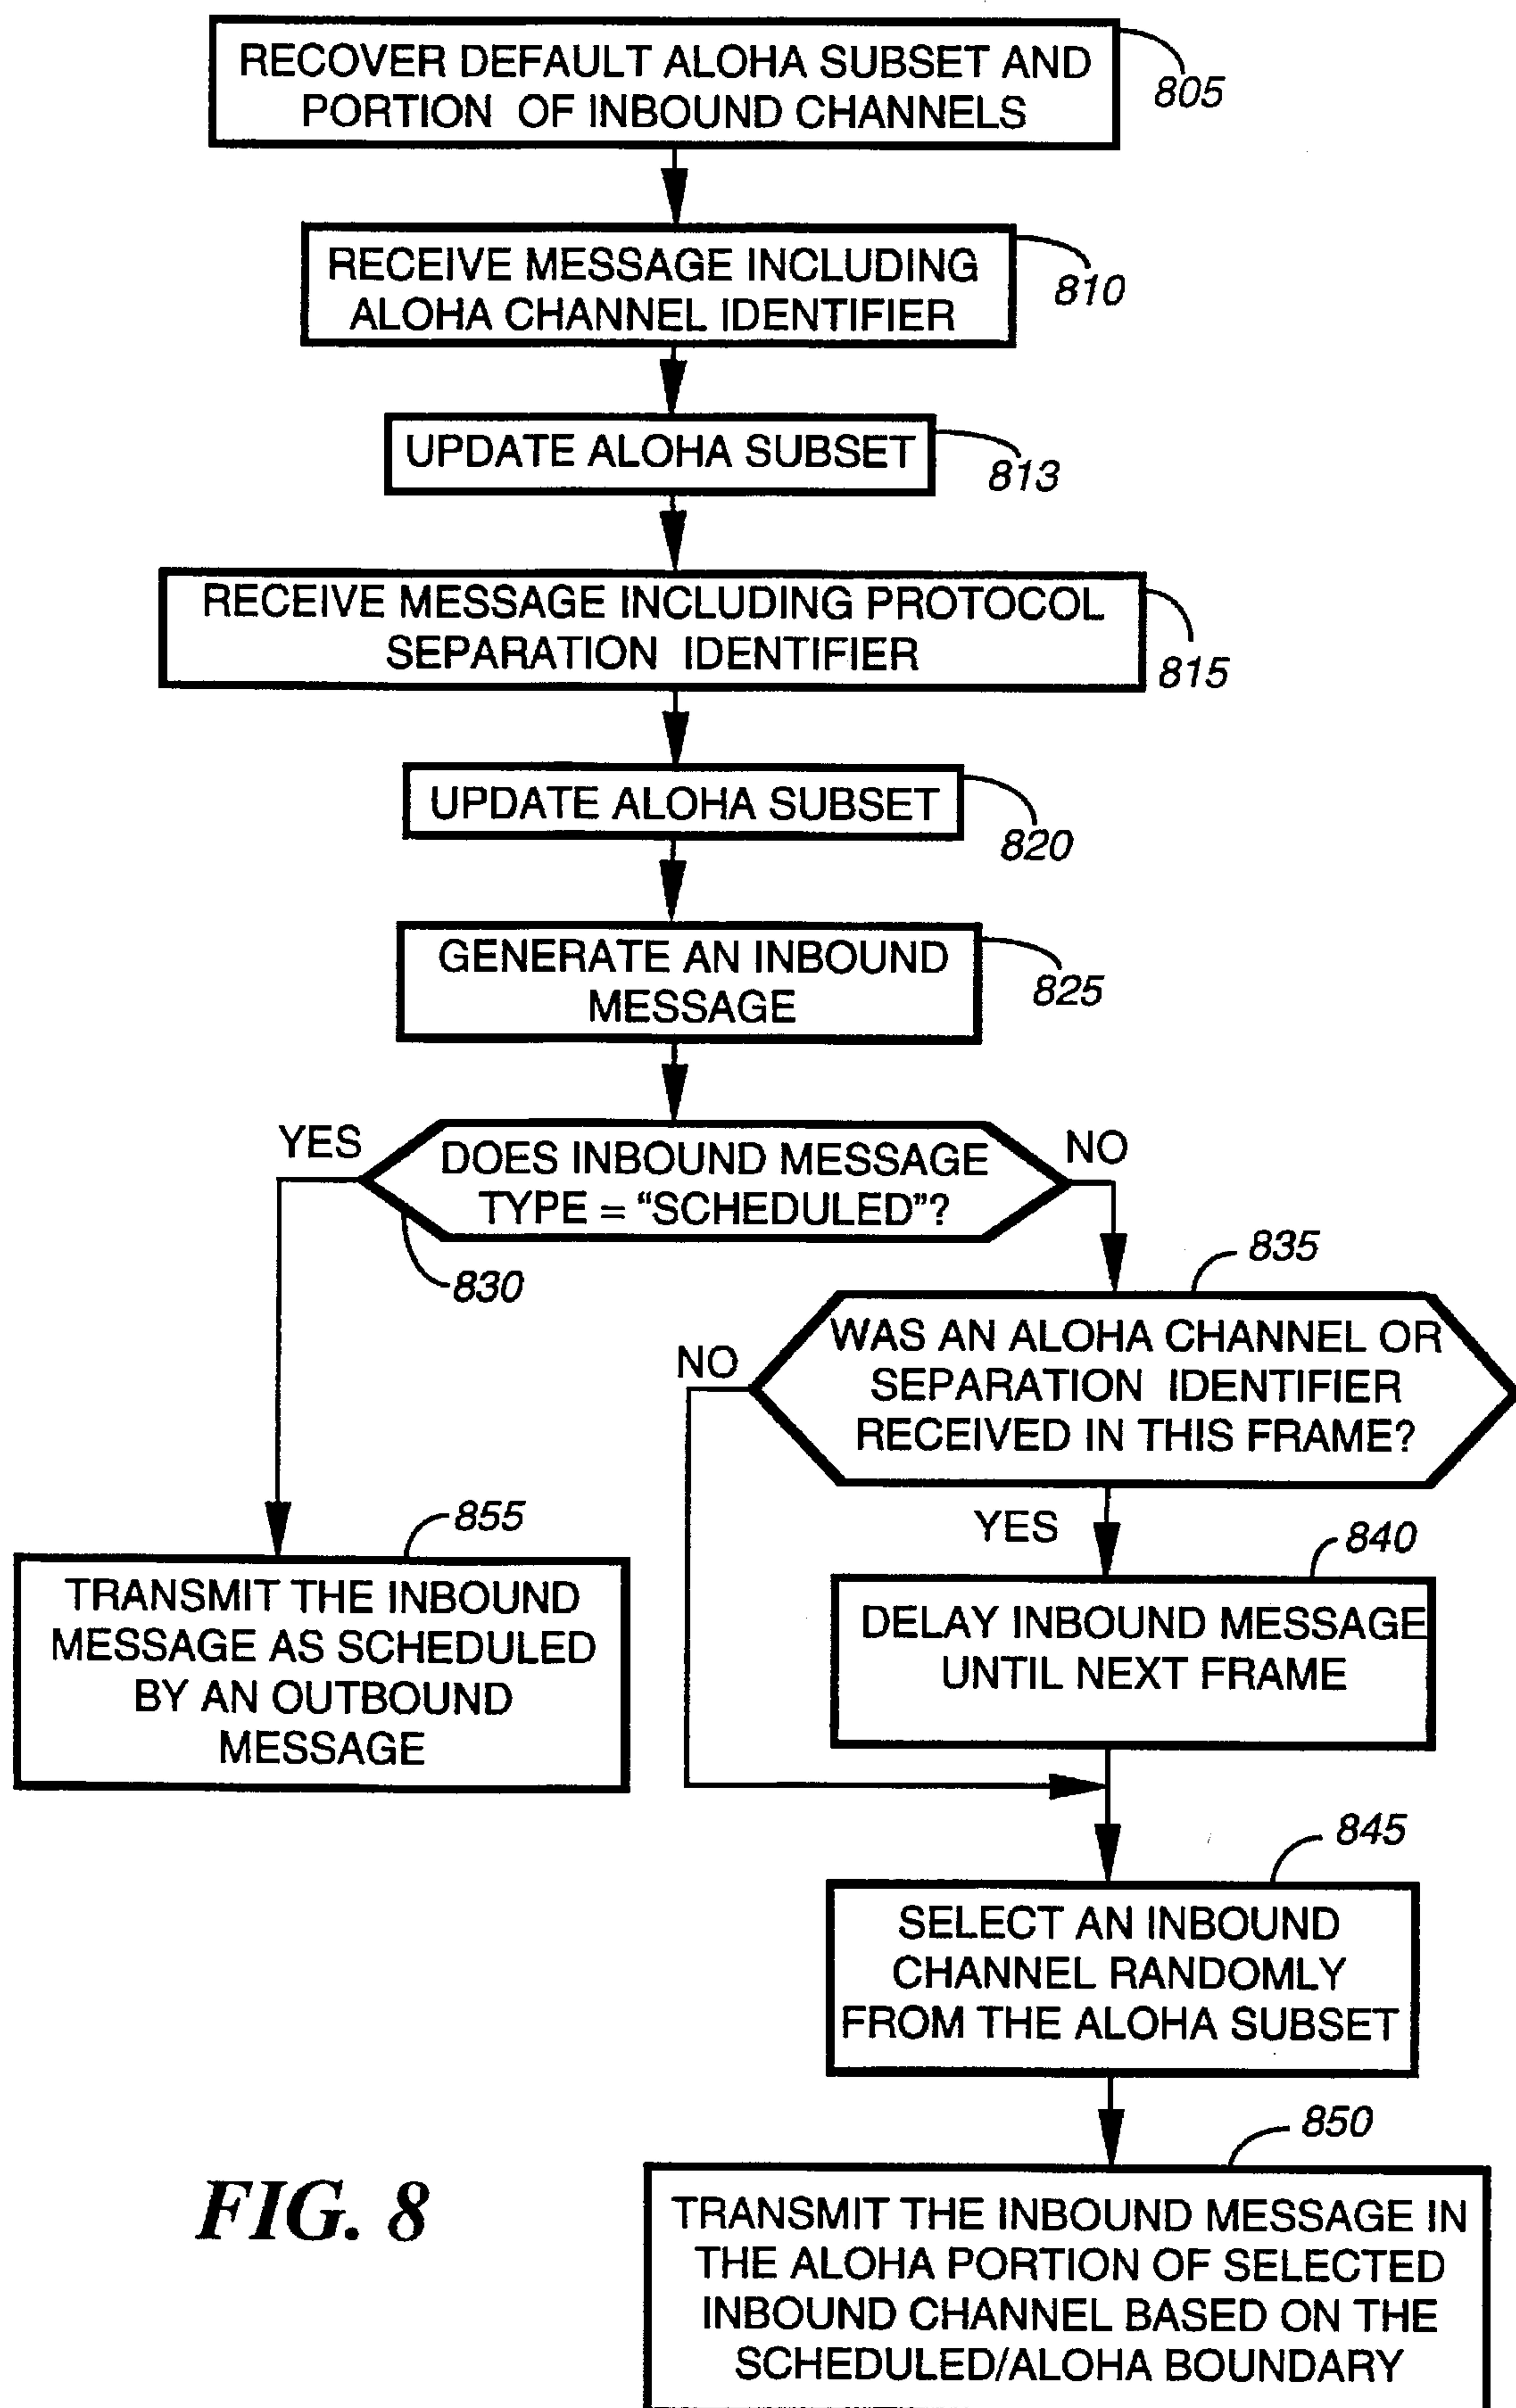 RECOVER DEFAULT ALOHA SUBSET AND
PORTION OF INBOUND CHANNELS
805
RECEIVE MESSAGE INCLUDING
ALOHA CHANNEL IDENTIFIER
810
UPDATE ALOHA SUBSET
813
RECEIVE MESSAGE INCLUDING PROTOCOL
SEPARATION IDENTIFIER
815
UPDATE ALOHA SUBSET
820
GENERATE AN INBOUND
MESSAGE
825
YES
DOES INBOUND MESSAGE
TYPE = “SCHEDULED”?
NO
830
835
WAS AN ALOHA CHANNEL OR
SEPARATION IDENTIFIER
RECEIVED IN THIS FRAME?
NO
YES
855
TRANSMIT THE INBOUND
MESSAGE AS SCHEDULED
BY AN OUTBOUND
MESSAGE
840
DELAY INBOUND MESSAGE
UNTIL NEXT FRAME
845
SELECT AN INBOUND
CHANNEL RANDOMLY
FROM THE ALOHA SUBSET
850
TRANSMIT THE INBOUND MESSAGE IN
THE ALOHA PORTION OF SELECTED
INBOUND CHANNEL BASED ON THE
SCHEDULED/ALOHA BOUNDARY
FIG. 8